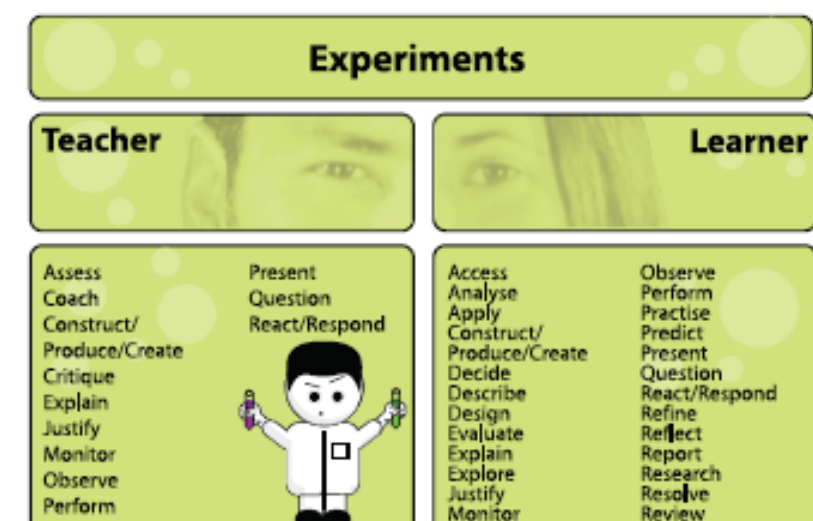 Experiments
Teacher
Learner
Assess
Coach
Construct/
Produce/Create
Critique
Explain
Justify
Monitor
Observe
Perform
Present
Question
React/Respond
Access
Analyse
Apply
Construct/
Produce/Create
Decide
Describe
Design
Evaluate
Explain
Explore
Justify
Monitor
Observe
Perform
Practise
Predict
Present
Question
React/Respond
Refine
Reflect
Report
Research
Resolve
Review